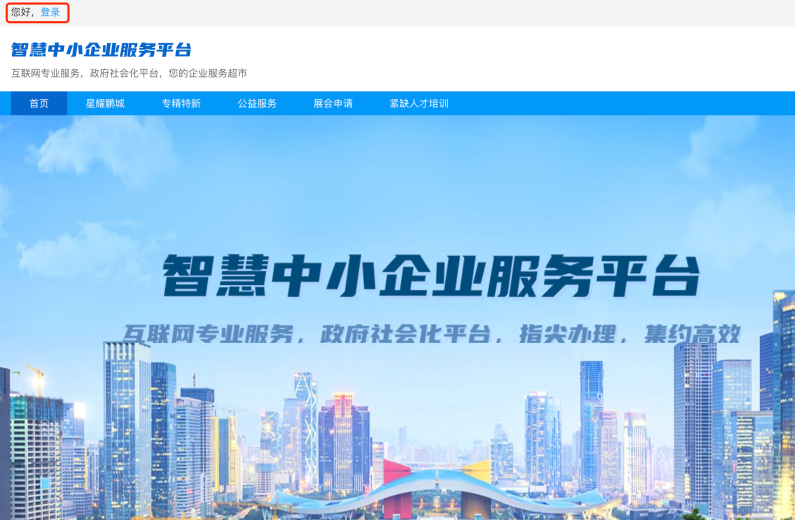 您好，登录
智慧中小企业服务平台
互联网专业服务，政府社会化平台，您的企业服务超市
首页 星耀鹏城 专精特新 公益服务 展会申请 紧缺人才培训
智慧中小企业服务平台
互联网专业服务，政府社会化平台，指尖办理，集约高效